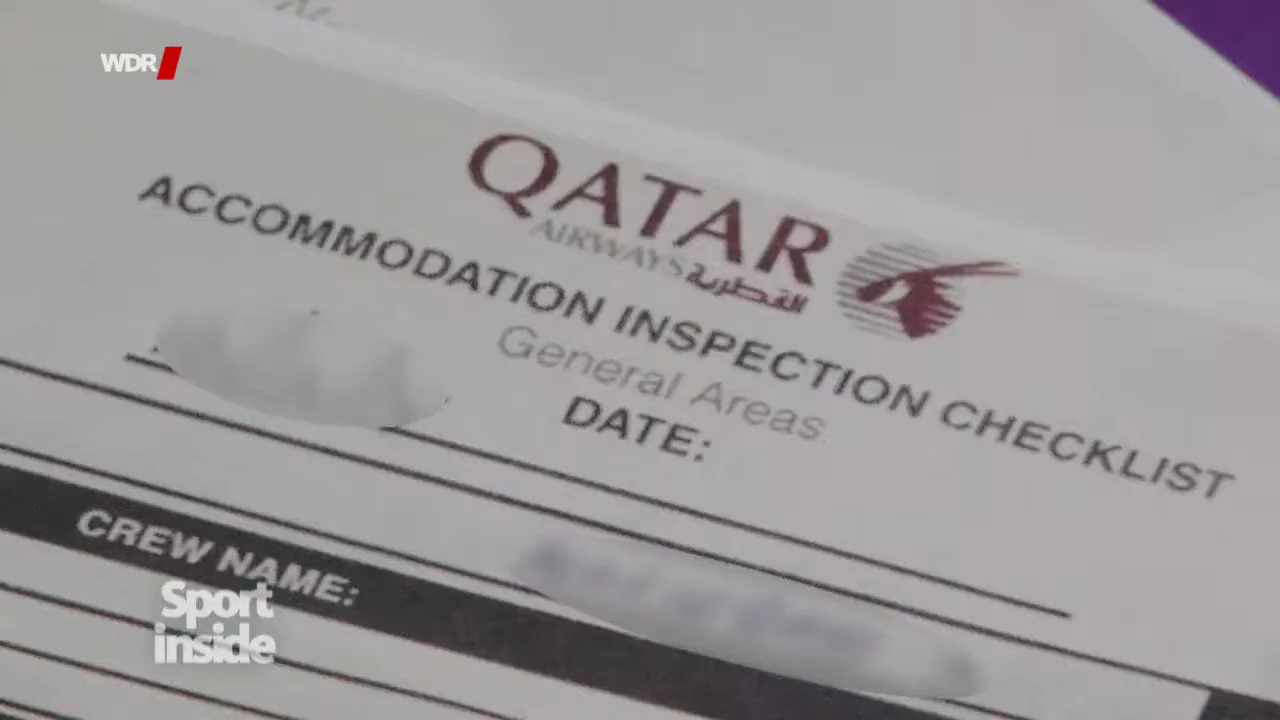 WDR
QATAR
AIRWAYS القطرية
ACCOMMODATION INSPECTION CHECKLIST
General Areas
DATE:
CREW NAME:
Sport
inside